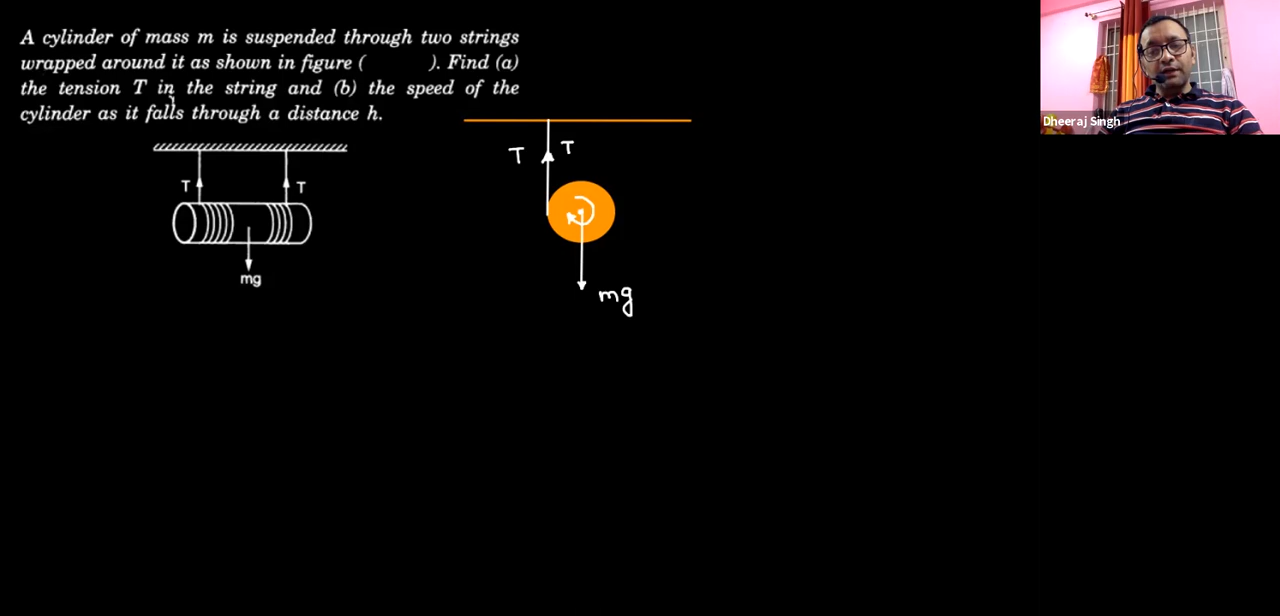 A cylinder of mass m is suspended through two strings
wrapped around it as shown in figure ( ). Find (a)
the tension T in the string and (b) the speed of the
cylinder as it falls through a distance h.
T T
mg
T T
mg
Dheeraj Singh